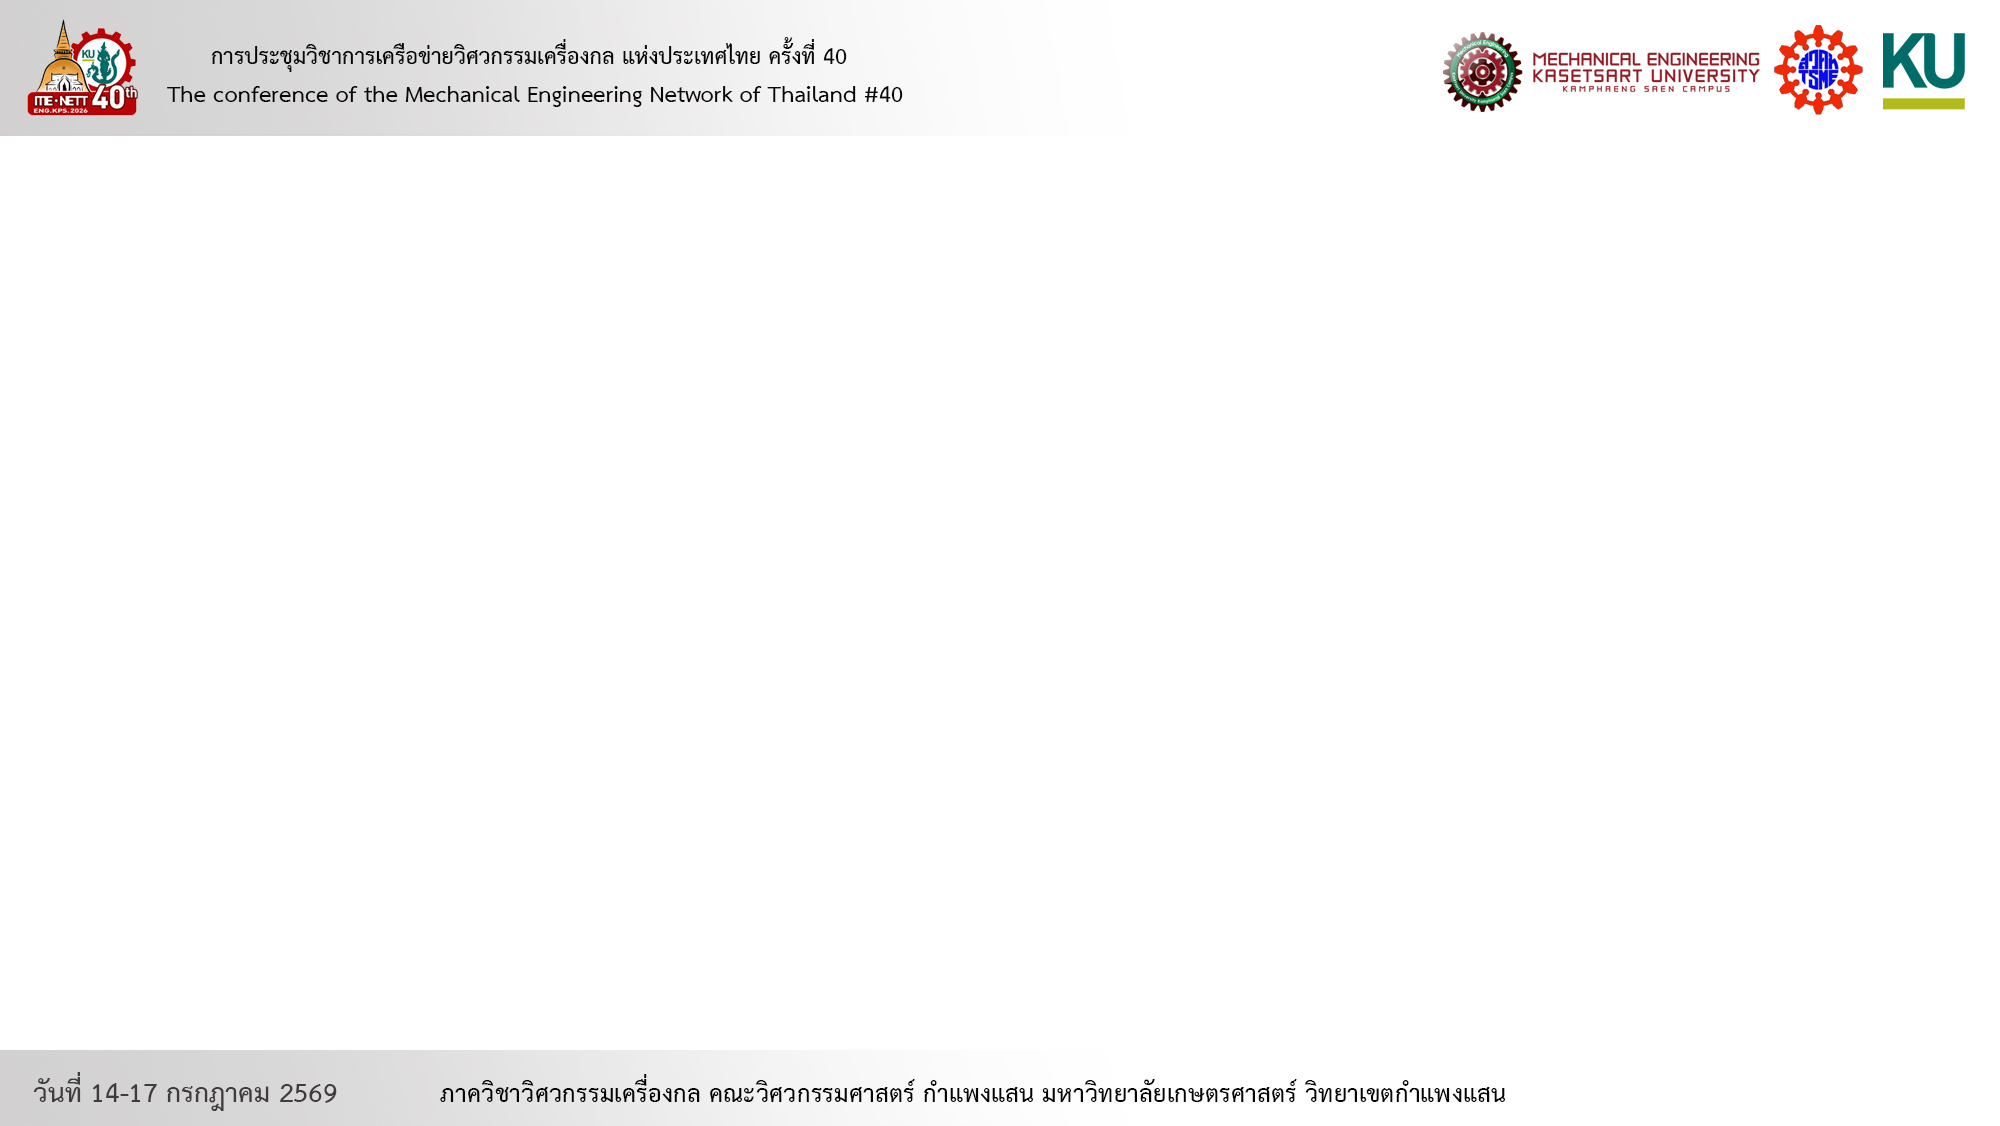 การประชุมวิชาการเครือข่ายวิศวกรรมเครื่องกล แห่งประเทศไทย ครั้งที่ 40
The conference of the Mechanical Engineering Network of Thailand #40
KU
ME-NETT 40th
ENG.KPS.2026
MECHANICAL ENGINEERING
KASETSART UNIVERSITY
KAMPHAENG SAEN CAMPUS
TSME
KU
วันที่ 14-17 กรกฎาคม 2569
ภาควิชาวิศวกรรมเครื่องกล คณะวิศวกรรมศาสตร์ กำแพงแสน มหาวิทยาลัยเกษตรศาสตร์ วิทยาเขตกำแพงแสน